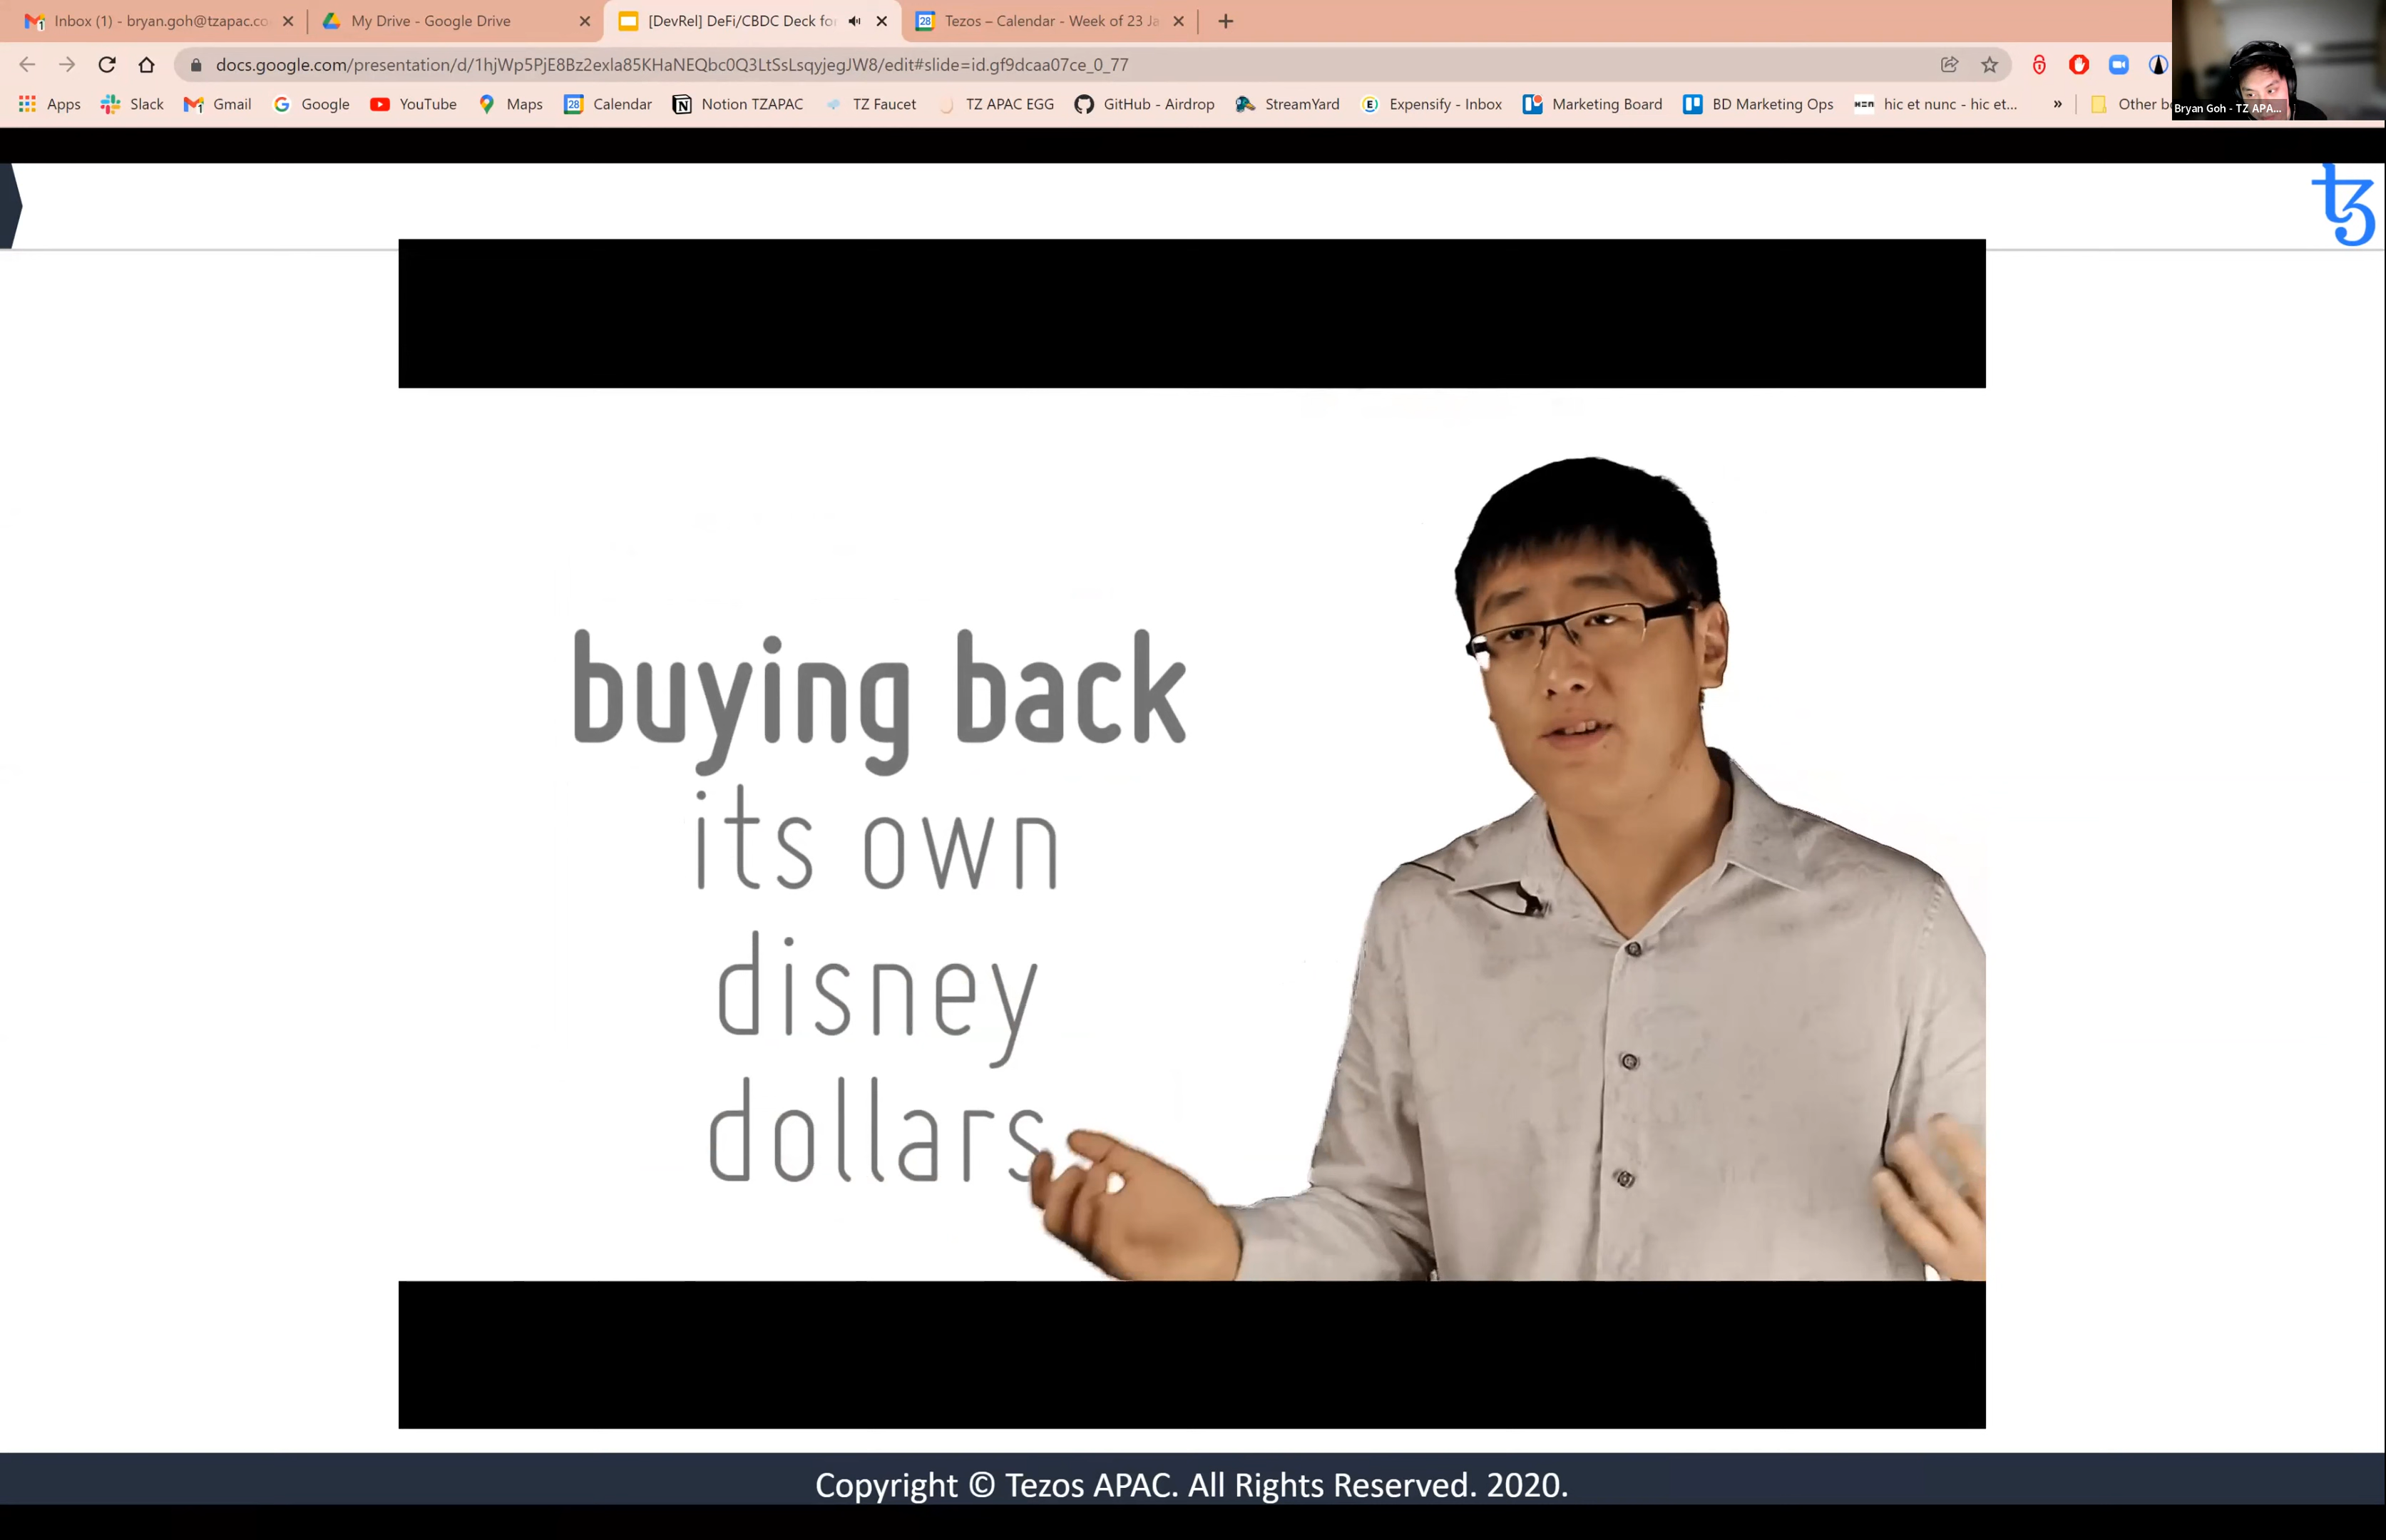 Inbox (1) - bryan.goh@tzapac.co
My Drive - Google Drive
[DevRel] DeFi/CBDC Deck for
Tezos – Calendar - Week of 23 Ja
docs.google.com/presentation/d/1hjWp5PjE8Bz2exla85KHaNEQbc0Q3LtSsLsqyjegJW8/edit#slide=id.gf9dcaa07ce_0_77
Apps Slack Gmail Google YouTube Maps Calendar Notion TZAPAC TZ Faucet TZ APAC EGG GitHub - Airdrop StreamYard Expensify - Inbox Marketing Board BD Marketing Ops hic et nunc - hic et... » Other b
Bryan Goh - TZ APA...
buying back
its own
disney
dollars
Copyright © Tezos APAC. All Rights Reserved. 2020.